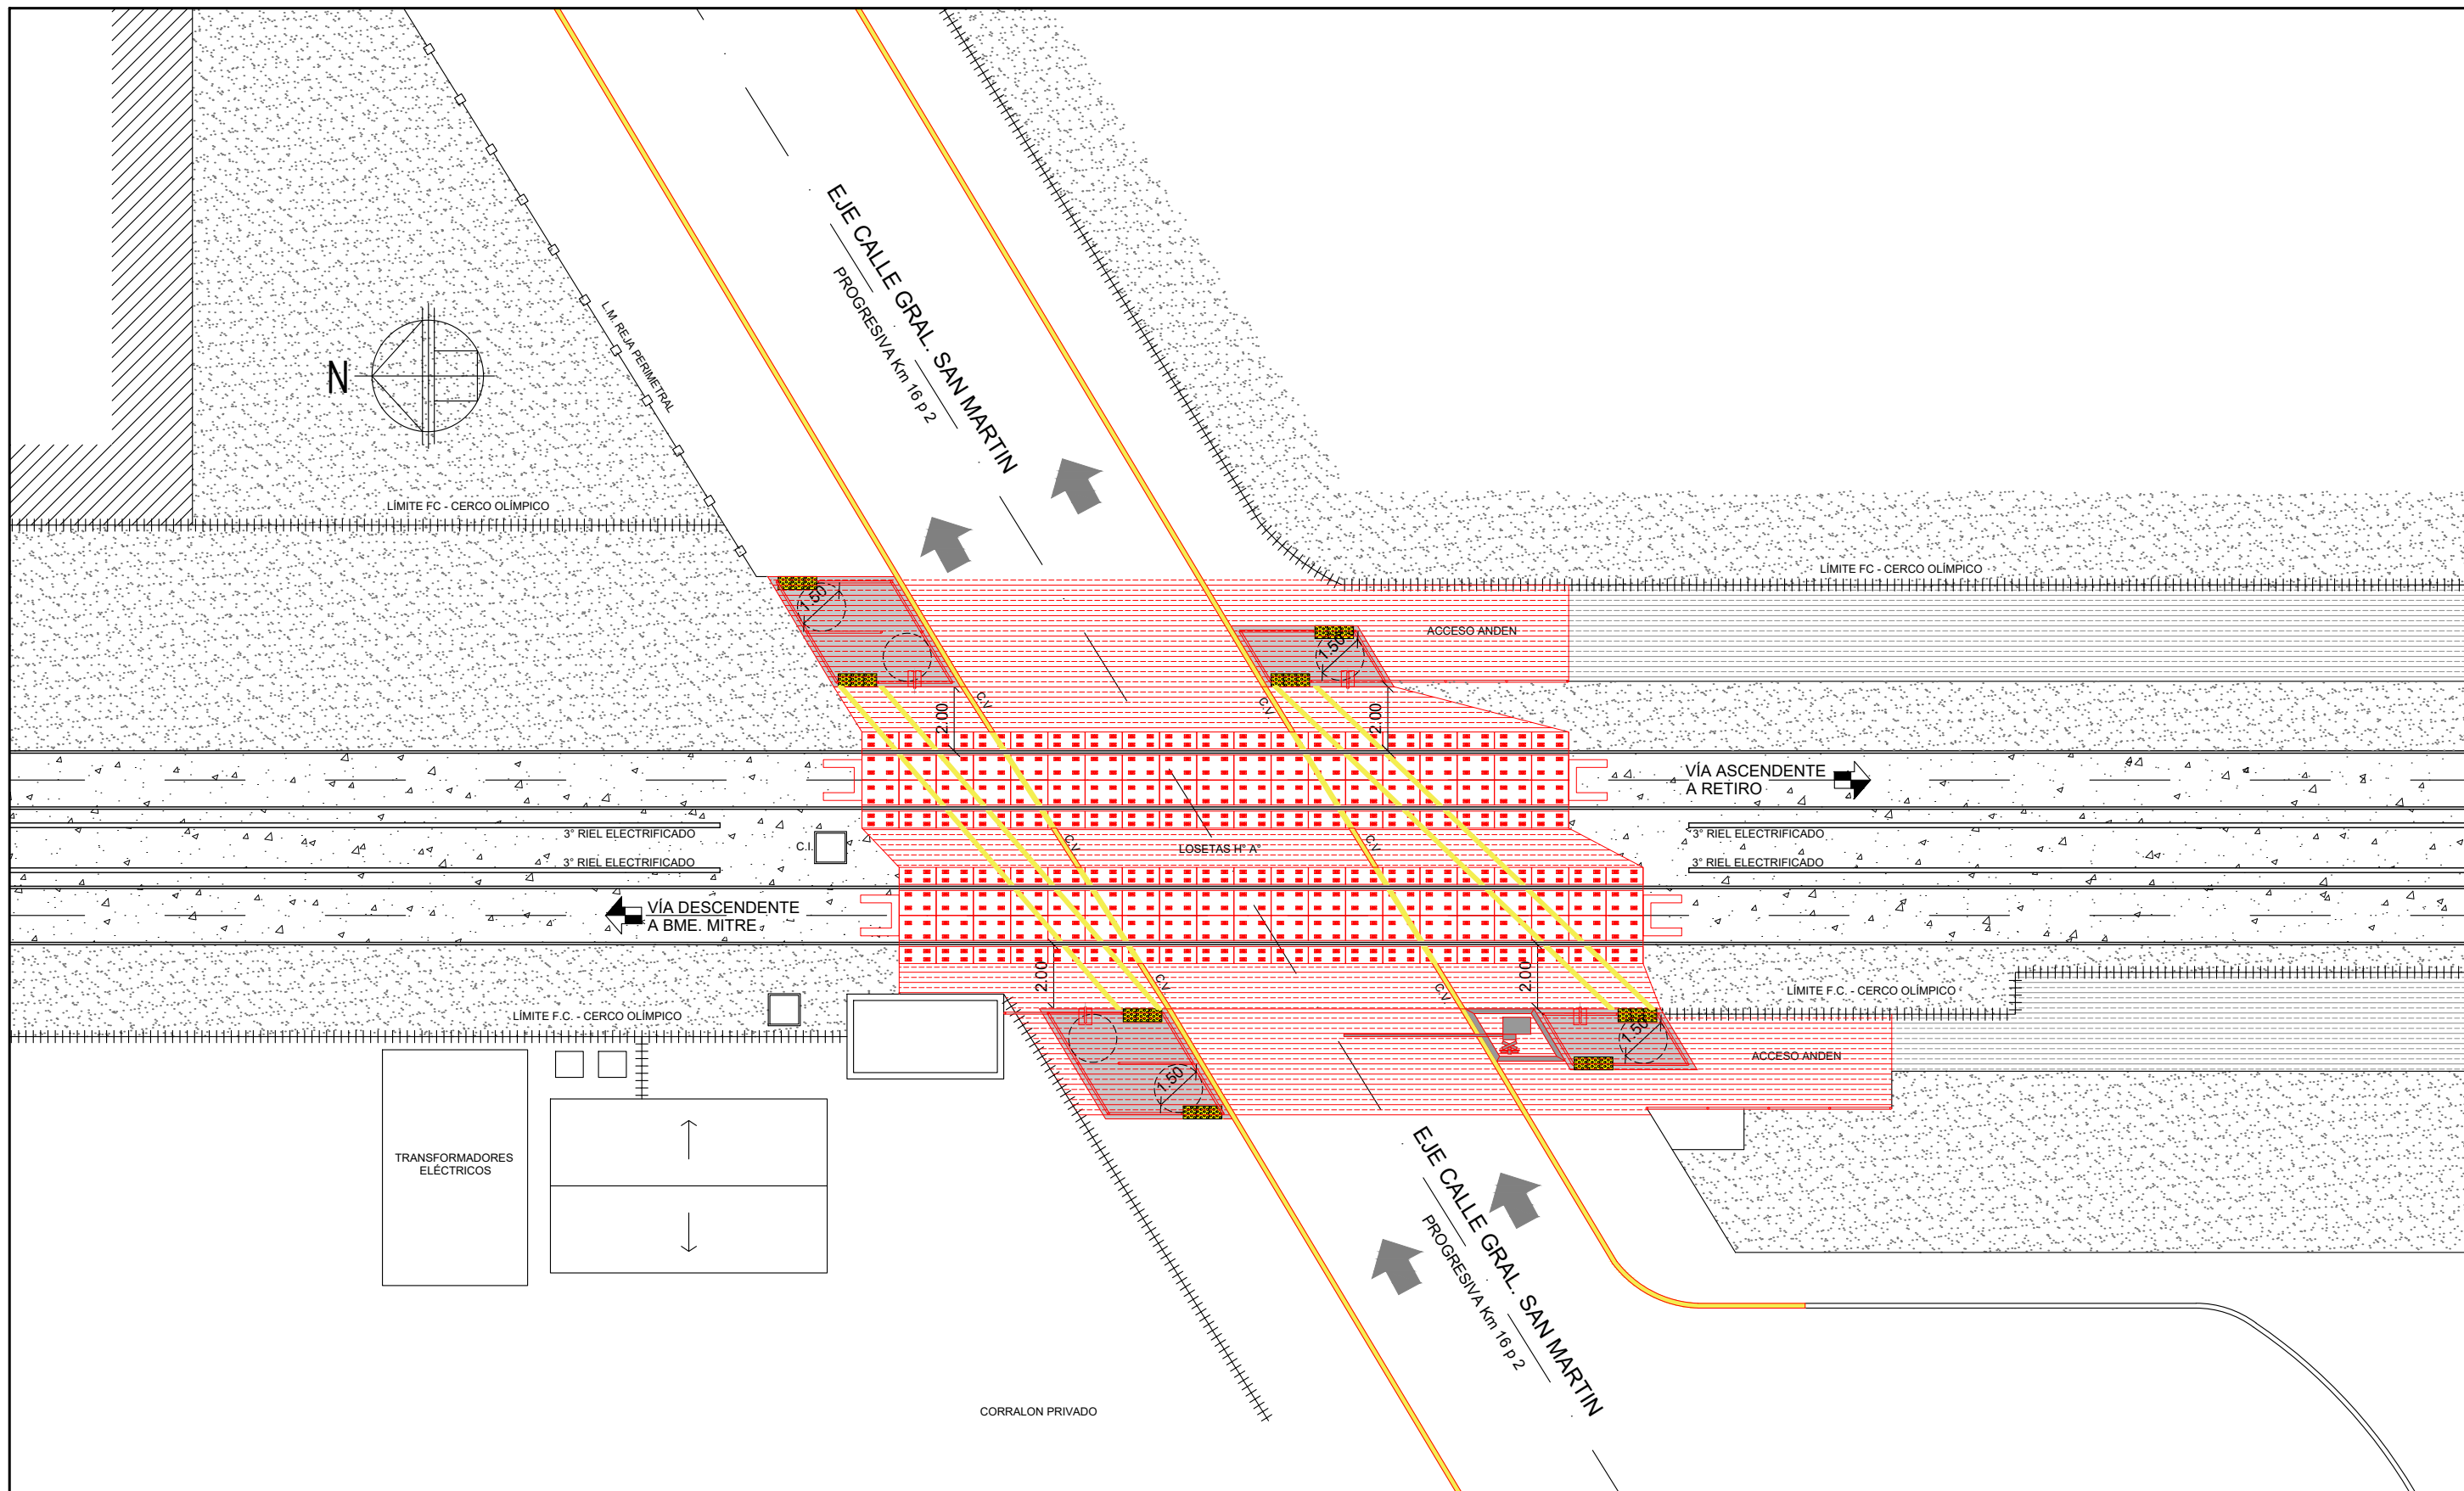 EJE CALLE GRAL. SAN MARTIN
PROGRESIVA Km 16 p 2
L.M. REJA PERIMETRAL
N
LÍMITE FC - CERCO OLÍMPICO
LÍMITE FC - CERCO OLÍMPICO
1.50
1.50
ACCESO ANDEN
C.V.
C.V.
2.00
2.00
VÍA ASCENDENTE
A RETIRO
3° RIEL ELECTRIFICADO
3° RIEL ELECTRIFICADO
C.I.
C.V.
C.V.
LOSETAS H° A°
3° RIEL ELECTRIFICADO
3° RIEL ELECTRIFICADO
VÍA DESCENDENTE
A BME. MITRE
2.00
2.00
C.V.
C.V.
LÍMITE F.C. - CERCO OLÍMPICO
LÍMITE F.C. - CERCO OLÍMPICO
1.50
1.50
ACCESO ANDEN
TRANSFORMADORES
ELÉCTRICOS
EJE CALLE GRAL. SAN MARTIN
PROGRESIVA Km 16 p 2
CORRALON PRIVADO